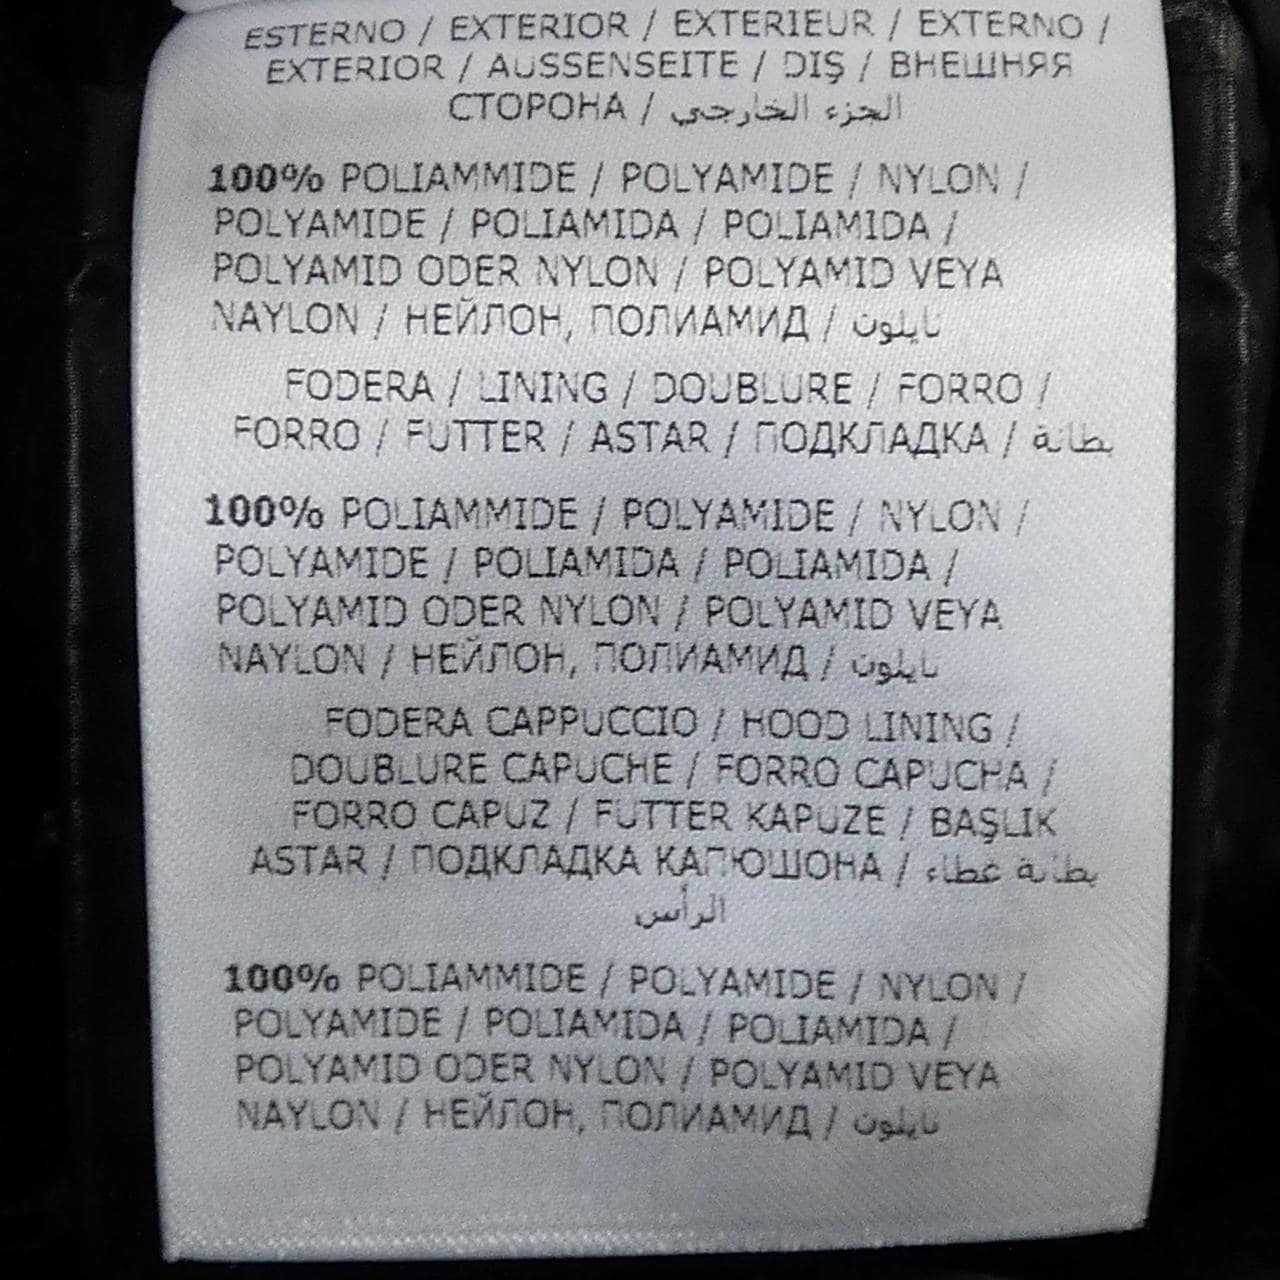 ESTERNO / EXTERIOR / EXTERIEUR / EXTERNO /
EXTERIOR / AUSSENSEITE / DIŞ / ВНЕШНЯЯ
СТОРОНА / الجزء الخارجي
100% POLIAMMIDE / POLYAMIDE / NYLON /
POLYAMIDE / POLIAMIDA / POLIAMIDA /
POLYAMID ODER NYLON / POLYAMID VEYA
NAYLON / НЕЙЛОН, ПОЛИАМИД / نايلون
FODERA / LINING / DOUBLURE / FORRO /
FORRO / FUTTER / ASTAR / ПОДКЛАДКА / بطانة
100% POLIAMMIDE / POLYAMIDE / NYLON /
POLYAMIDE / POLIAMIDA / POLIAMIDA /
POLYAMID ODER NYLON / POLYAMID VEYA
NAYLON / НЕЙЛОН, ПОЛИАМИД / نايلون
FODERA CAPPUCCIO / HOOD LINING /
DOUBLURE CAPUCHE / FORRO CAPUCHA /
FORRO CAPUZ / FUTTER KAPUZE / BAŞLIK
ASTAR / ПОДКЛАДКА КАПЮШОНА / بطانة غطاء
الرأس
100% POLIAMMIDE / POLYAMIDE / NYLON /
POLYAMIDE / POLIAMIDA / POLIAMIDA /
POLYAMID ODER NYLON / POLYAMID VEYA
NAYLON / НЕЙЛОН, ПОЛИАМИД / نايلون